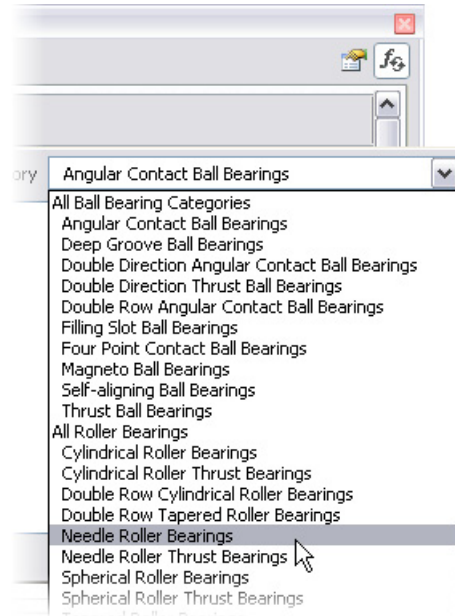 ory Angular Contact Ball Bearings
All Ball Bearing Categories
Angular Contact Ball Bearings
Deep Groove Ball Bearings
Double Direction Angular Contact Ball Bearings
Double Direction Thrust Ball Bearings
Double Row Angular Contact Ball Bearings
Filling Slot Ball Bearings
Four Point Contact Ball Bearings
Magneto Ball Bearings
Self-aligning Ball Bearings
Thrust Ball Bearings
All Roller Bearings
Cylindrical Roller Bearings
Cylindrical Roller Thrust Bearings
Double Row Cylindrical Roller Bearings
Double Row Tapered Roller Bearings
Needle Roller Bearings
Needle Roller Thrust Bearings
Spherical Roller Bearings
Spherical Roller Thrust Bearings